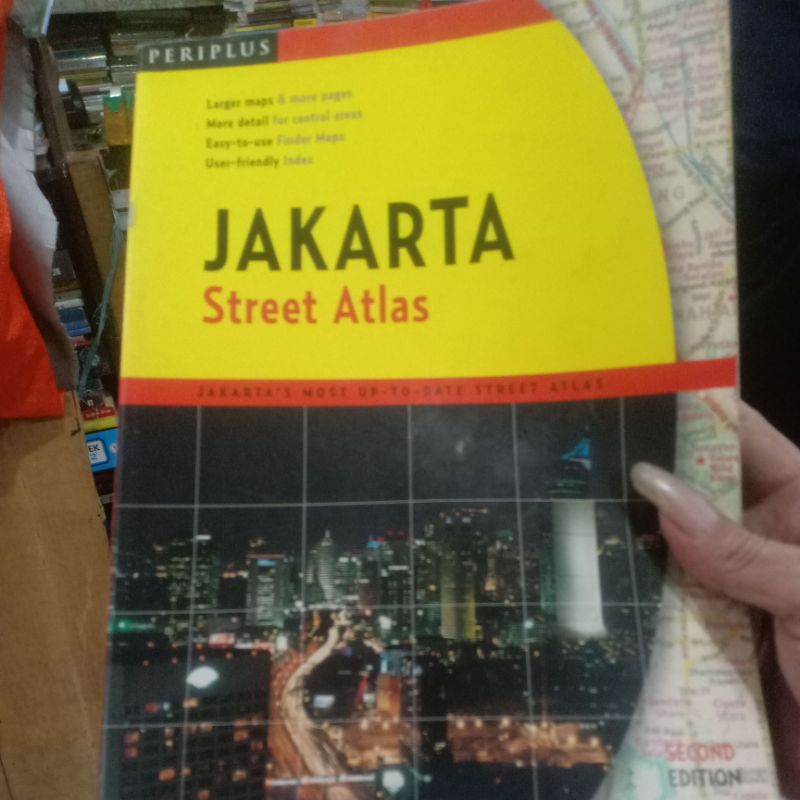 PERIPLUS
Larger maps & more pages
More detail for central areas
Easy-to-use Finder Maps
User-friendly Index
JAKARTA
Street Atlas
JAKARTA'S MOST UP-TO-DATE STREET ATLAS
SECOND
EDITION